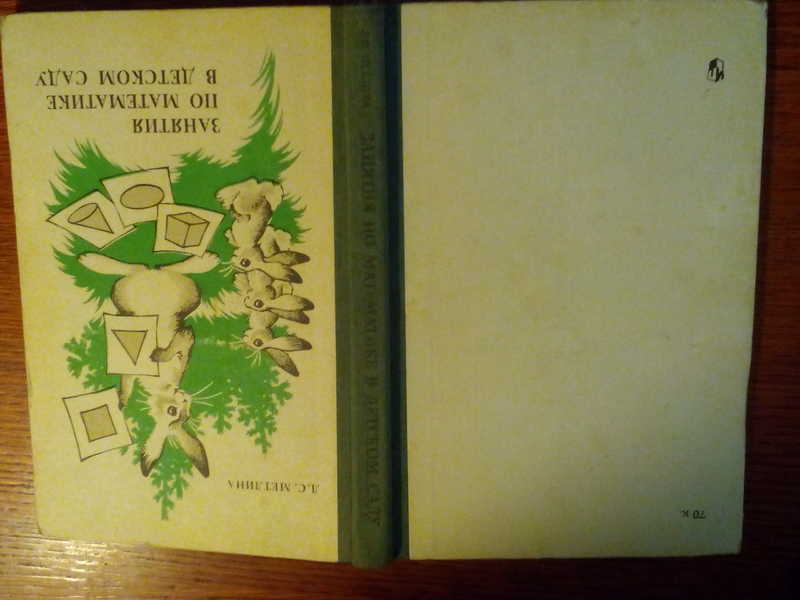 Л.С. МЕТЛИНА
ЗАНЯТИЯ
ПО МАТЕМАТИКЕ
В ДЕТСКОМ САДУ
ЗАНЯТИЯ ПО МАТЕМАТИКЕ В ДЕТСКОМ САДУ
70 к.